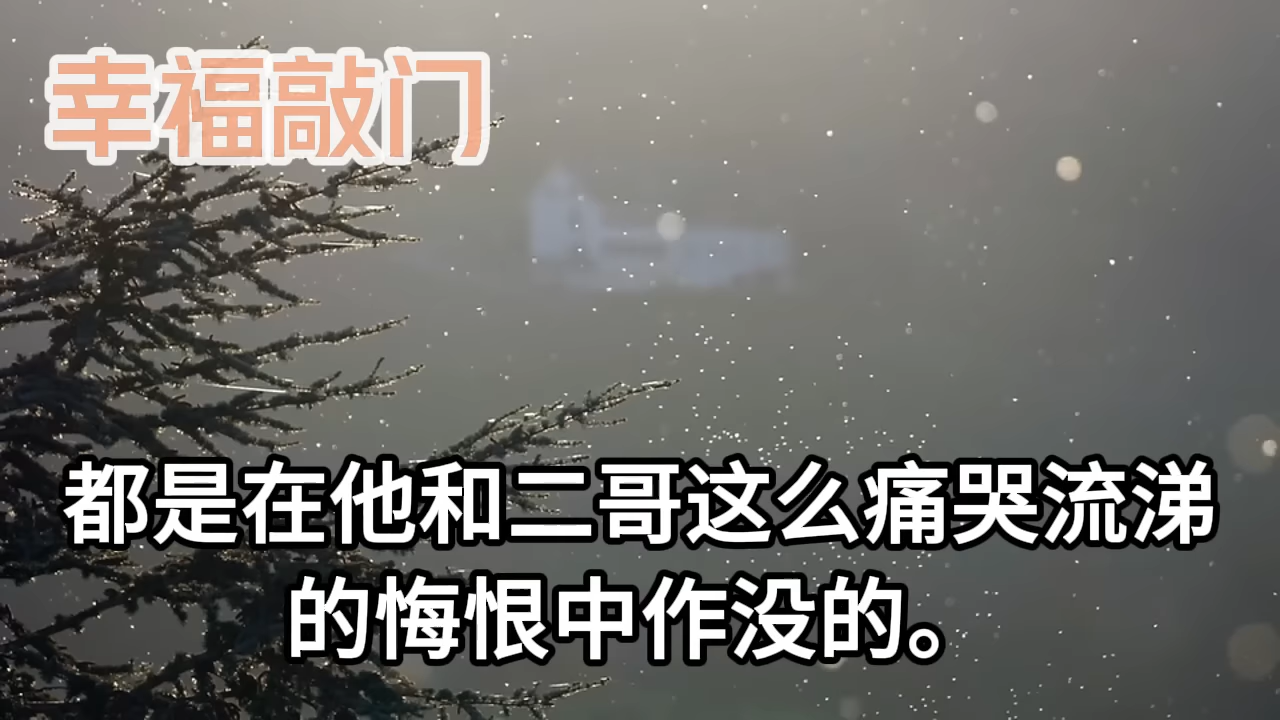 幸福敲门
都是在他和二哥这么痛哭流涕
的悔恨中作没的。